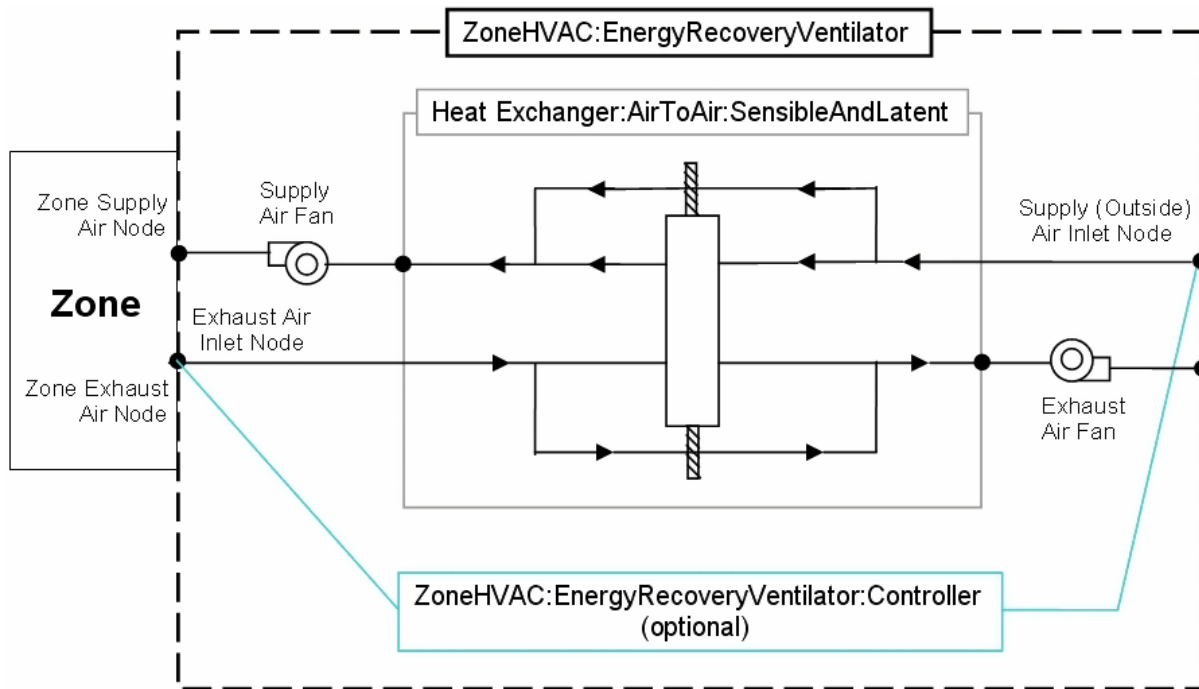 ZoneHVAC:EnergyRecoveryVentilator
Heat Exchanger:AirToAir:SensibleAndLatent
Zone Supply
Air Node
Supply
Air Fan
Supply (Outside)
Air Inlet Node
Zone
Exhaust Air
Inlet Node
Zone Exhaust
Air Node
Exhaust
Air Fan
ZoneHVAC:EnergyRecoveryVentilator:Controller
(optional)